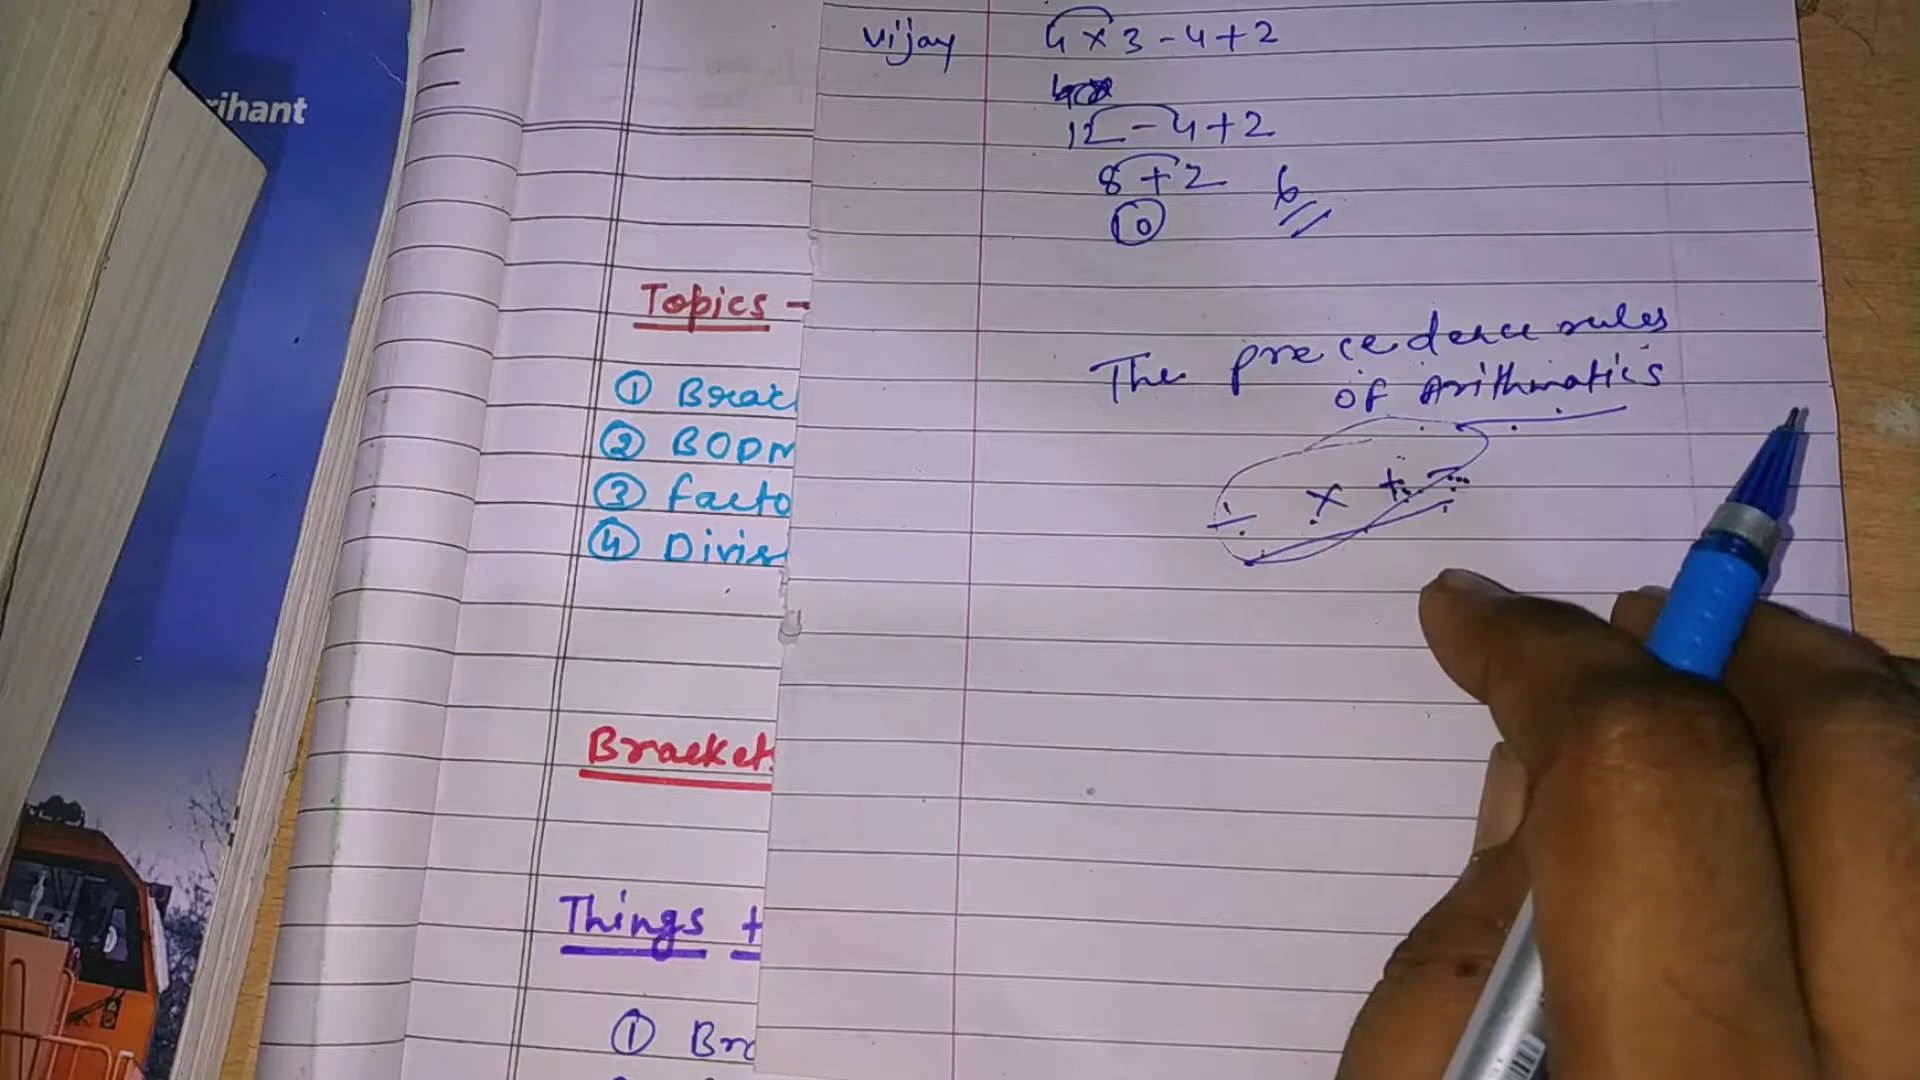 rihant
Vijay 4 × 3 - 4 + 2
12 - 4 + 2
8 + 2 6
10
Topics -
The precedence rules
of Arithmatics
① Brac
② BODM
③ facto
④ Divis
÷ × + -
Bracket
Things t
① Bra